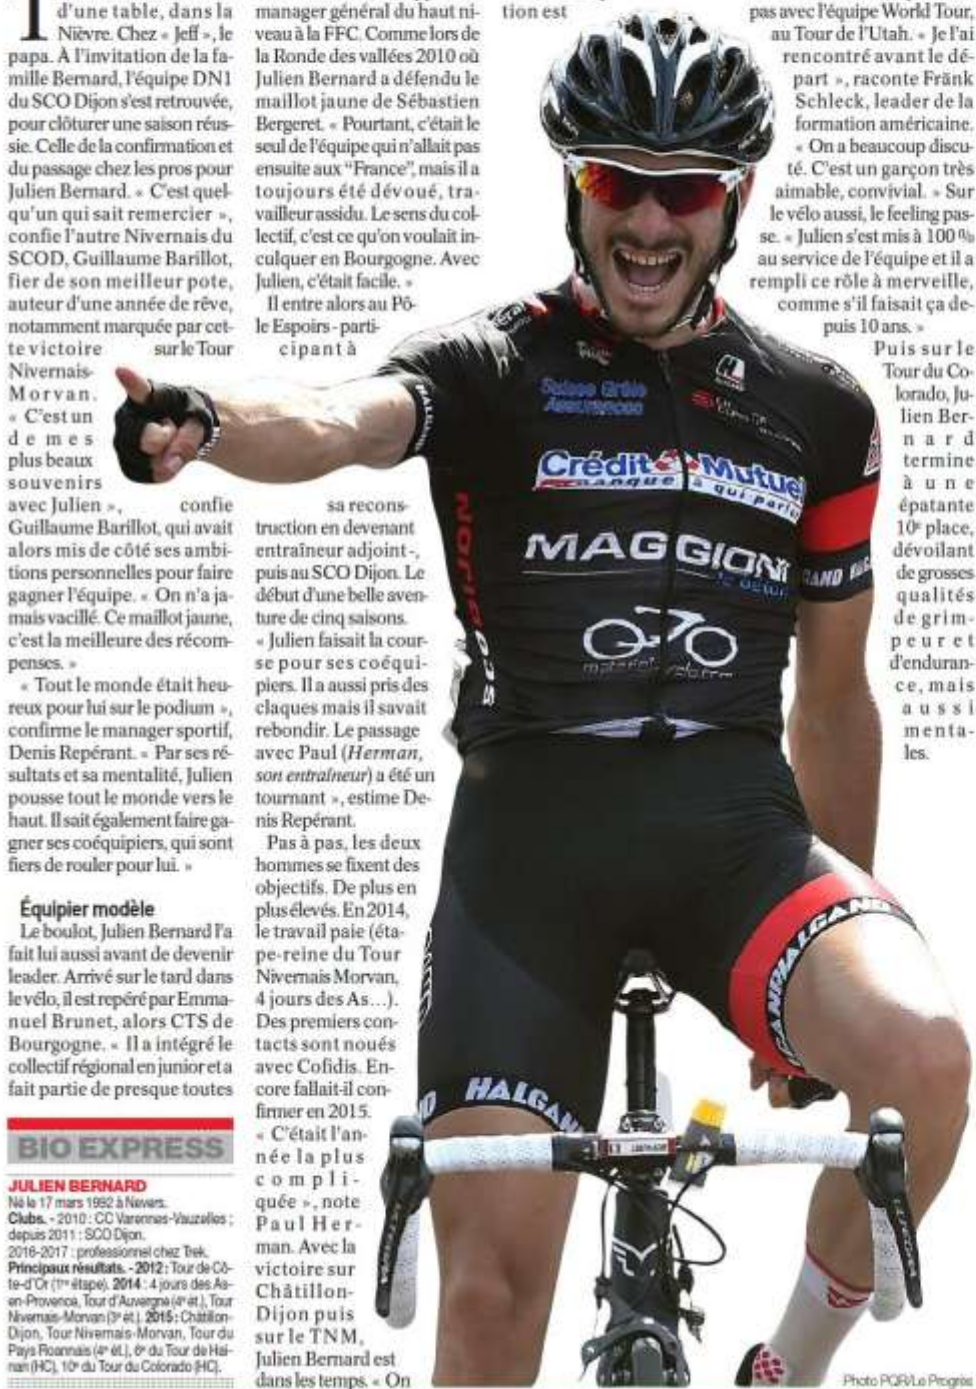 d'une table, dans la
Nièvre. Chez « Jeff », le
papa. À l'invitation de la fa-
mille Bernard, l'équipe DN1
du SCO Dijon s'est retrouvée,
pour clôturer une saison réus-
sie. Celle de la confirmation et
du passage chez les pros pour
Julien Bernard. « C'est quel-
qu'un qui sait remercier »,
confie l'autre Nivernais du
SCOD, Guillaume Barillot,
fier de son meilleur pote,
auteur d'une année de rêve,
notamment marquée par cet-
te victoire sur le Tour
Nivernais-
Morvan.
« C'est un
de mes
plus beaux
souvenirs
avec Julien », confie
Guillaume Barillot, qui avait
alors mis de côté ses ambi-
tions personnelles pour faire
gagner l'équipe. « On n'a ja-
mais vacillé. Ce maillot jaune,
c'est la meilleure des récom-
penses. »
« Tout le monde était heu-
reux pour lui sur le podium »,
confirme le manager sportif,
Denis Repérant. « Par ses ré-
sultats et sa mentalité, Julien
pousse tout le monde vers le
haut. Il sait également faire ga-
gner ses coéquipiers, qui sont
fiers de rouler pour lui. »
Équipier modèle
Le boulot, Julien Bernard l'a
fait lui aussi avant de devenir
leader. Arrivé sur le tard dans
le vélo, il est repéré par Emma-
nuel Brunet, alors CTS de
Bourgogne. « Il a intégré le
collectif régional en junior et a
fait partie de presque toutes
BIO EXPRESS
JULIEN BERNARD
Né le 17 mars 1992 à Nevers.
Clubs. - 2010 : CC Varennes-Vauzelles ;
depuis 2011 : SCO Dijon.
2016-2017 : professionnel chez Trek.
Principaux résultats. - 2012 : Tour de Cô-
te-d'Or (1re étape). 2014 : 4 jours des As-
en-Provence, Tour d'Auvergne (4e ét.), Tour
Nivernais-Morvan (3e ét.). 2015 : Châtillon-
Dijon, Tour Nivernais-Morvan, Tour du
Pays Roannais (4e ét.), 6e du Tour de Hai-
nan (HC), 10e du Tour du Colorado (HC).
manager général du haut ni-
veau à la FFC. Comme lors de
la Ronde des vallées 2010 où
Julien Bernard a défendu le
maillot jaune de Sébastien
Bergeret. « Pourtant, c'était le
seul de l'équipe qui n'allait pas
ensuite aux "France", mais il a
toujours été dévoué, tra-
vailleur assidu. Le sens du col-
lectif, c'est ce qu'on voulait in-
culquer en Bourgogne. Avec
Julien, c'était facile. »
Il entre alors au Pô-
le Espoirs - parti-
cipant à
sa recons-
truction en devenant
entraîneur adjoint -,
puis au SCO Dijon. Le
début d'une belle aven-
ture de cinq saisons.
« Julien faisait la cour-
se pour ses coéqui-
piers. Il a aussi pris des
claques mais il savait
rebondir. Le passage
avec Paul (Herman,
son entraîneur) a été un
tournant », estime De-
nis Repérant.
Pas à pas, les deux
hommes se fixent des
objectifs. De plus en
plus élevés. En 2014,
le travail paie (éta-
pe-reine du Tour
Nivernais Morvan,
4 jours des As...).
Des premiers con-
tacts sont noués
avec Cofidis. En-
core fallait-il con-
firmer en 2015.
« C'était l'an-
née la plus
compli-
quée », note
Paul Her-
man. Avec la
victoire sur
Châtillon-
Dijon puis
sur le TNM,
Julien Bernard est
dans les temps. « On
tion est
pas avec l'équipe World Tour,
au Tour de l'Utah. « Je l'ai
rencontré avant le dé-
part », raconte Fränk
Schleck, leader de la
formation américaine.
« On a beaucoup discu-
té. C'est un garçon très
aimable, convivial. » Sur
le vélo aussi, le feeling pas-
se. « Julien s'est mis à 100 %
au service de l'équipe et il a
rempli ce rôle à merveille,
comme s'il faisait ça de-
puis 10 ans. »
Puis sur le
Tour du Co-
lorado, Ju-
lien Ber-
nard
termine
à une
épatante
10e place,
dévoilant
de grosses
qualités
de grim-
peur et
d'enduran-
ce, mais
aussi
menta-
les.
Suisse Grêle
Assurances
Crédit Mutuel
banque à qui parler
MAGGIONI
le béton
materiel-velo.com
HALGAND
HALGAND
HALGAND
Photo PQR/Le Progrès